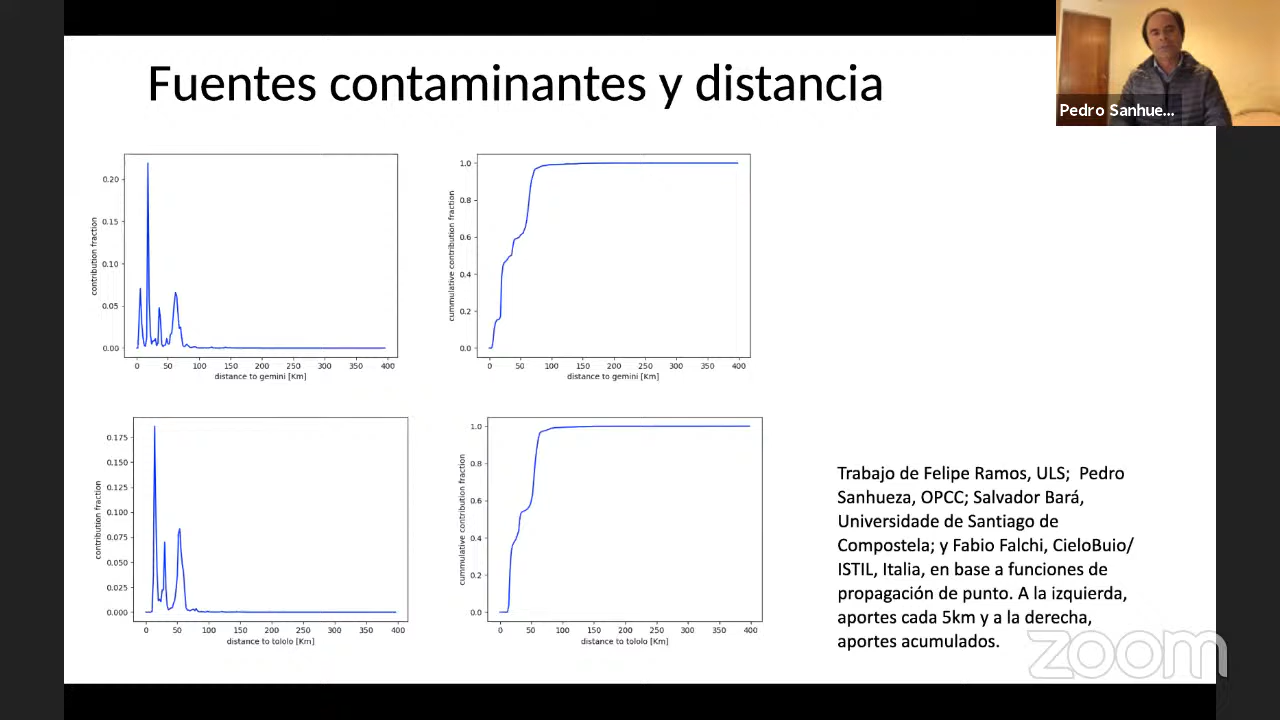 Fuentes contaminantes y distancia
Pedro Sanhue...
0.20
0.15
0.10
0.05
0.00
contribution fraction
0 50 100 150 200 250 300 350 400
distance to gemini [Km]
1.0
0.8
0.6
0.4
0.2
0.0
cummulative contribution fraction
0 50 100 150 200 250 300 350 400
distance to gemini [Km]
0.175
0.150
0.125
0.100
0.075
0.050
0.025
0.000
contribution fraction
0 50 100 150 200 250 300 350 400
distance to tololo [Km]
1.0
0.8
0.6
0.4
0.2
0.0
cummulative contribution fraction
0 50 100 150 200 250 300 350 400
distance to tololo [Km]
Trabajo de Felipe Ramos, ULS; Pedro
Sanhueza, OPCC; Salvador Bará,
Universidade de Santiago de
Compostela; y Fabio Falchi, CieloBuio/
ISTIL, Italia, en base a funciones de
propagación de punto. A la izquierda,
aportes cada 5km y a la derecha,
aportes acumulados.
zoom